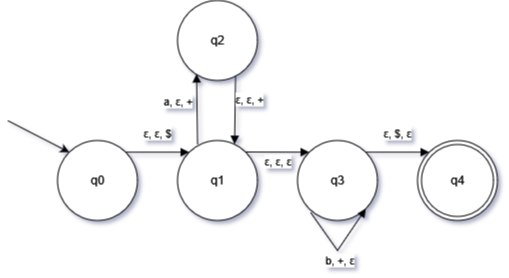 q2
a, ε, +
ε, ε, +
ε, ε, $
ε, $, ε
ε, ε, ε
q0
q1
q3
q4
b, +, ε